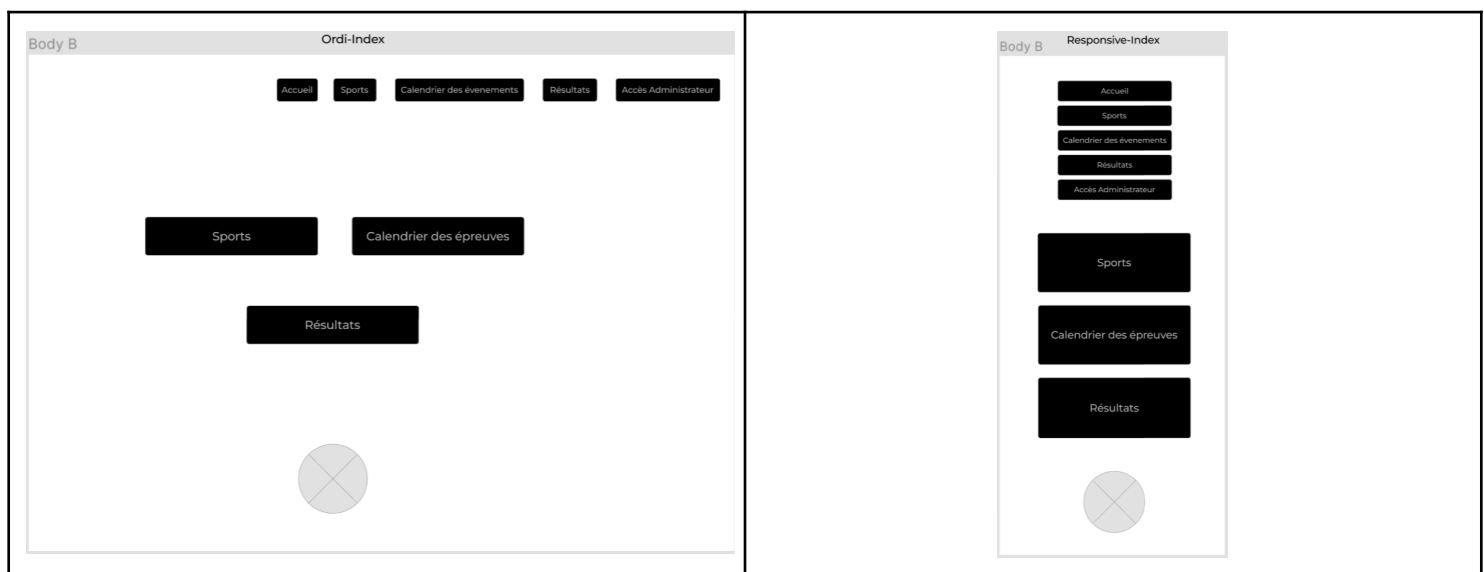 Body B
Ordi-Index
Accueil
Sports
Calendrier des évenements
Résultats
Accès Administrateur
Sports
Calendrier des épreuves
Résultats
Body B
Responsive-Index
Accueil
Sports
Calendrier des évenements
Résultats
Accès Administrateur
Sports
Calendrier des épreuves
Résultats